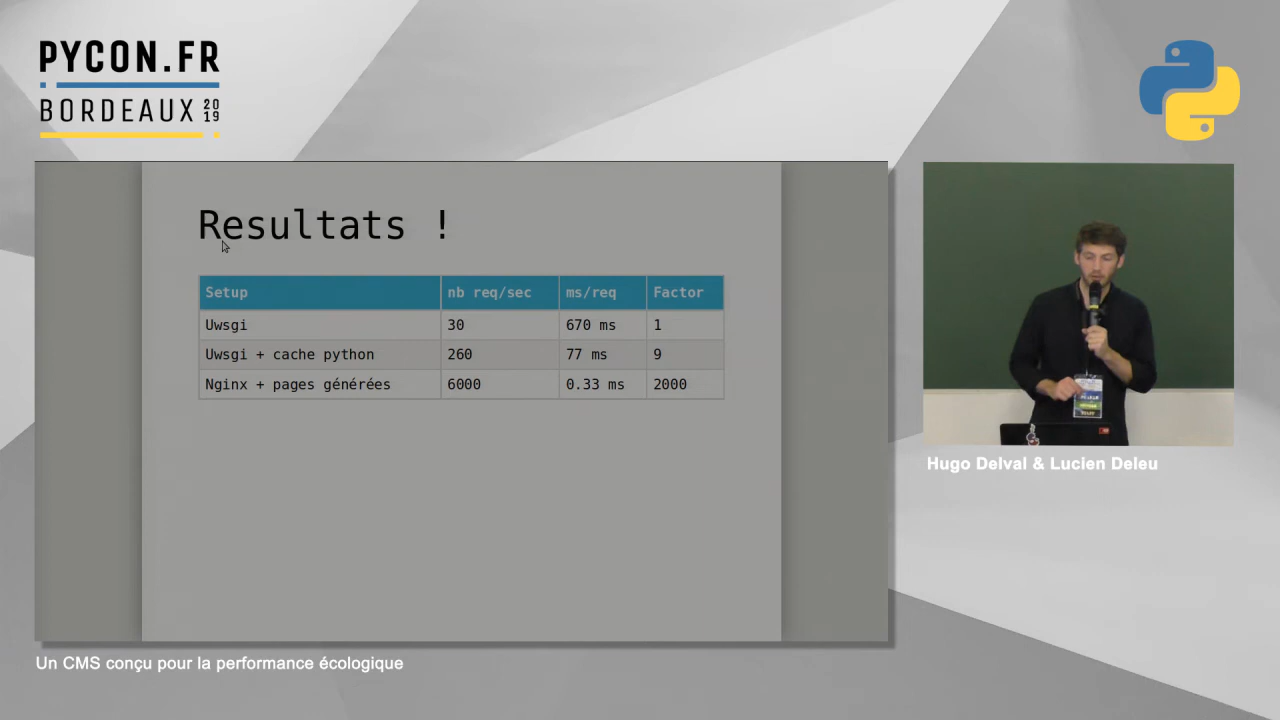 PYCON.FR
BORDEAUX 2019
Resultats !
Setup nb req/sec ms/req Factor
Uwsgi 30 670 ms 1
Uwsgi + cache python 260 77 ms 9
Nginx + pages générées 6000 0.33 ms 2000
Hugo Delval & Lucien Deleu
Un CMS conçu pour la performance écologique